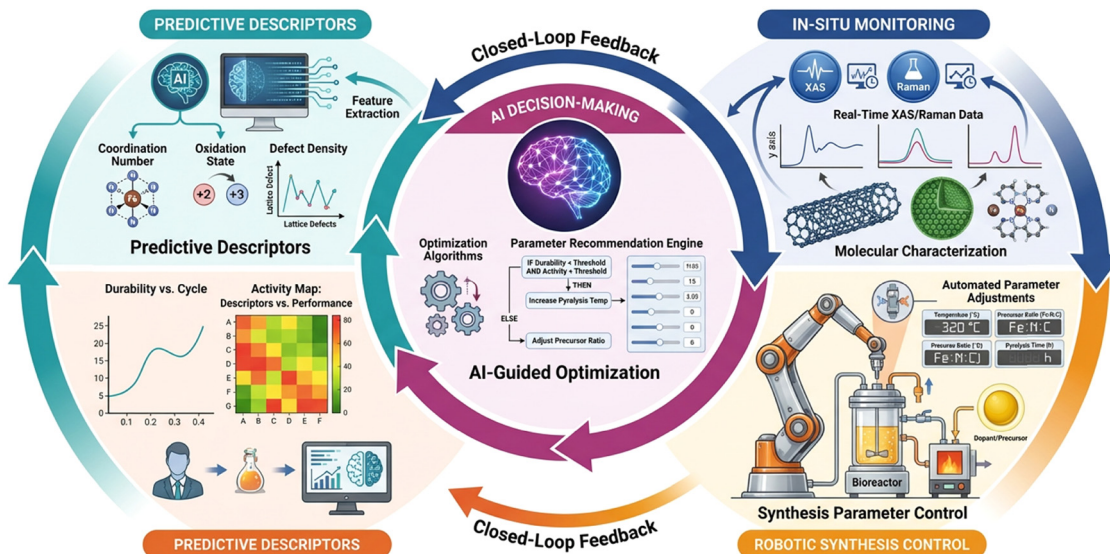 PREDICTIVE DESCRIPTORS
AI
Feature
Extraction
Coordination
Number
Oxidation
State
Defect Density
Fe
N
+2
+3
Lattice Defect
Lattice Defects
Predictive Descriptors
Closed-Loop Feedback
AI DECISION-MAKING
Optimization
Algorithms
Parameter Recommendation Engine
IF Durability < Threshold
AND Activity < Threshold
THEN
Increase Pyralysis Temp
ELSE
Adjust Precursor Ratio
15
0
0
6
AI-Guided Optimization
IN-SITU MONITORING
XAS
Raman
Real-Time XAS/Raman Data
y axis
N
Molecular Characterization
Durability vs. Cycle
25
20
15
10
5
0
0.1
0.2
0.3
0.4
Activity Map:
Descriptors vs. Performance
A
B
C
D
E
F
G
A B C D E F
80
60
40
20
0
PREDICTIVE DESCRIPTORS
Closed-Loop Feedback
Automated Parameter
Adjustments
320 °C
Fe:N:C
h
Dopant/Precursor
Bioreactor
Synthesis Parameter Control
ROBOTIC SYNTHESIS CONTROL